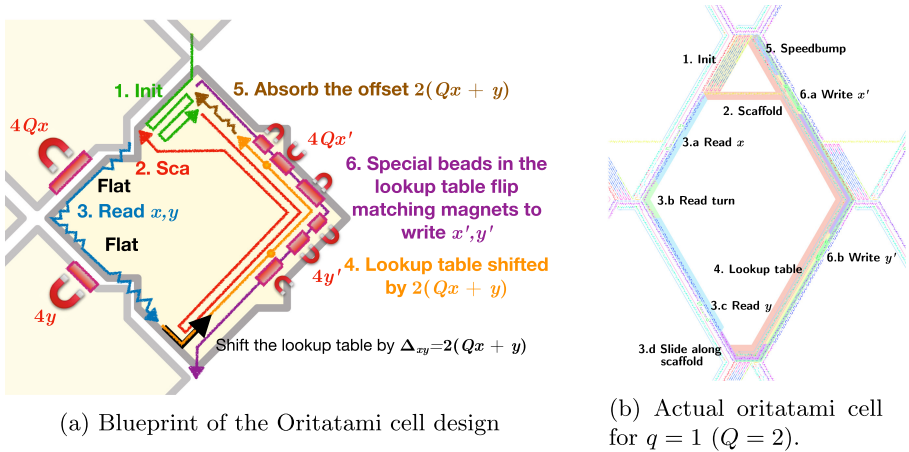 1. Init
5. Absorb the offset 2(Qx + y)
4Qx
4Qx′
2. Sca
Flat
3. Read x,y
Flat
6. Special beads in the
lookup table flip
matching magnets to
write x′,y′
4y
4y′
4. Lookup table shifted
by 2(Qx + y)
Shift the lookup table by Δxy=2(Qx + y)
(a) Blueprint of the Oritatami cell design
1. Init
5. Speedbump
6.a Write x′
2. Scaffold
3.a Read x
3.b Read turn
6.b Write y′
4. Lookup table
3.c Read y
3.d Slide along
scaffold
(b) Actual oritatami cell
for q = 1 (Q = 2).